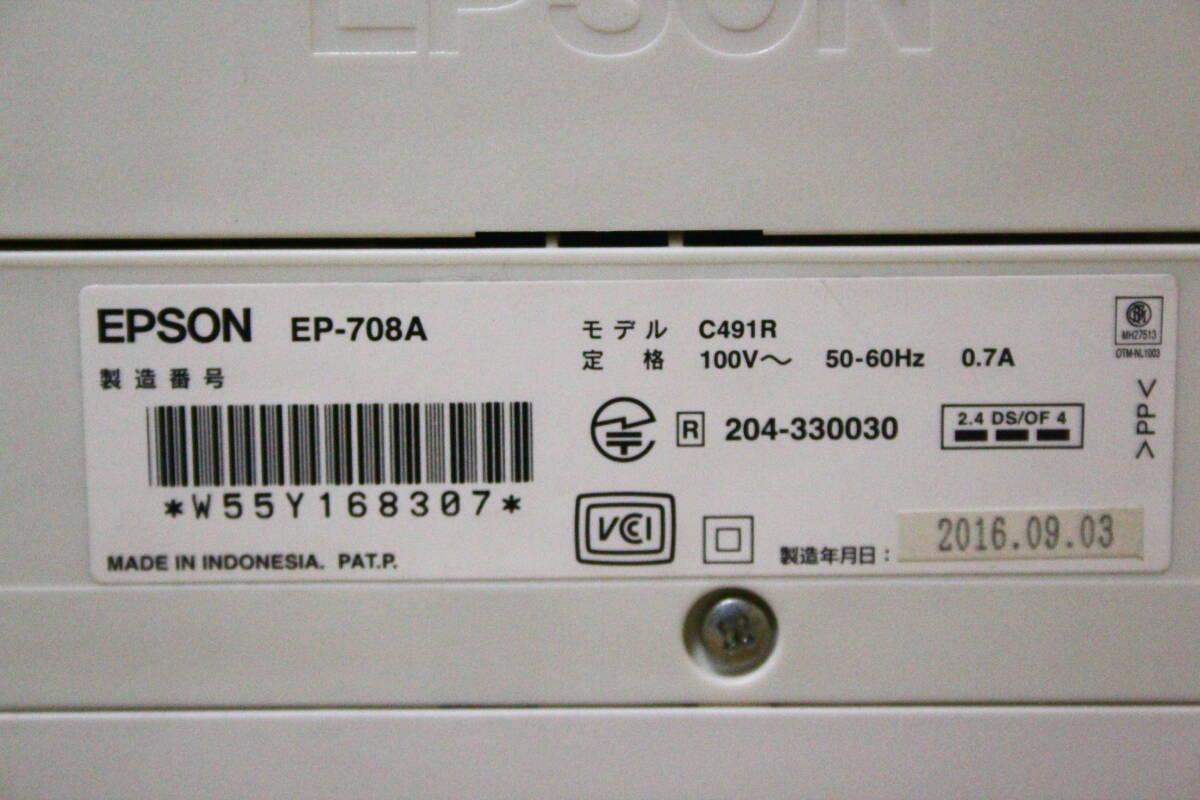 EPSON
EPSON EP-708A
製造番号
*W55Y168307*
MADE IN INDONESIA. PAT.P.
モデル C491R
定格 100V～ 50-60Hz 0.7A
R 204-330030
2.4 DS/OF 4
VCCI
製造年月日： 2016.09.03
MH27513
OTM-NL1003
>PP<